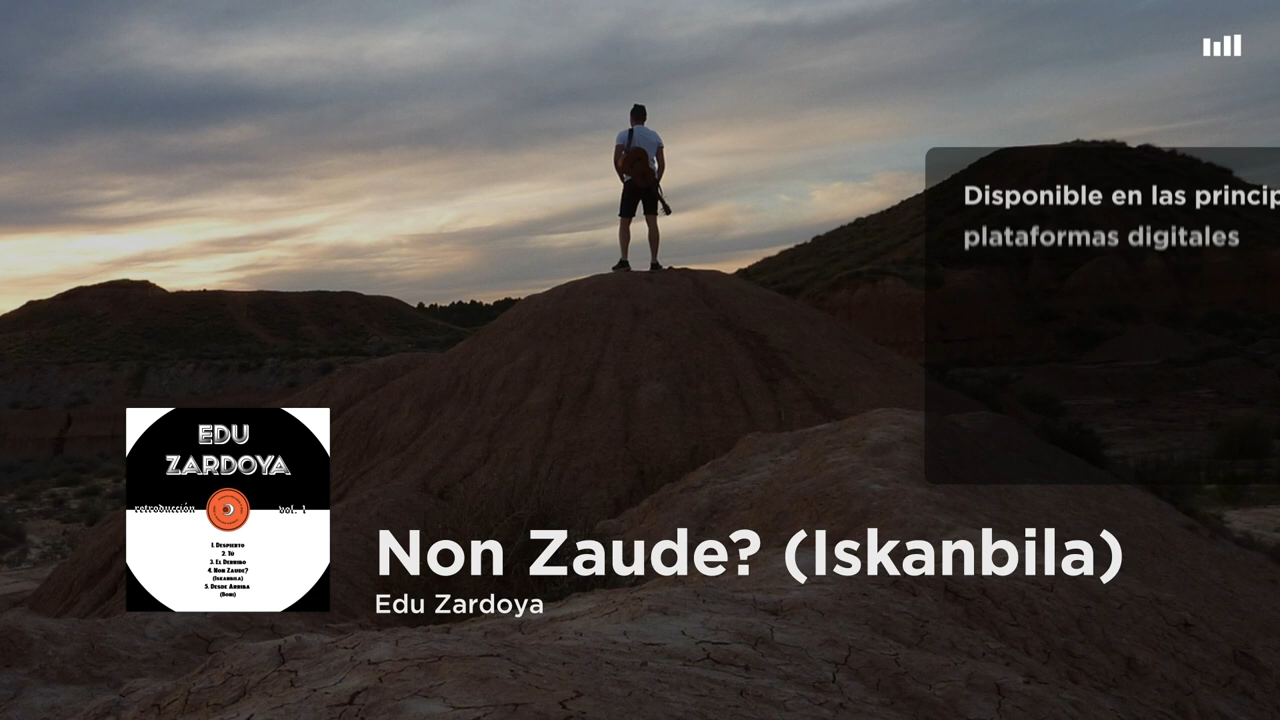 Disponible en las princip
plataformas digitales
EDU
ZARDOYA
retroducción vol. 1
1. Despierto
2. Tú
3. El Derribo
4. Non Zaude?
(Iskanbila)
5. Desde Arriba
(Bom)
Non Zaude? (Iskanbila)
Edu Zardoya